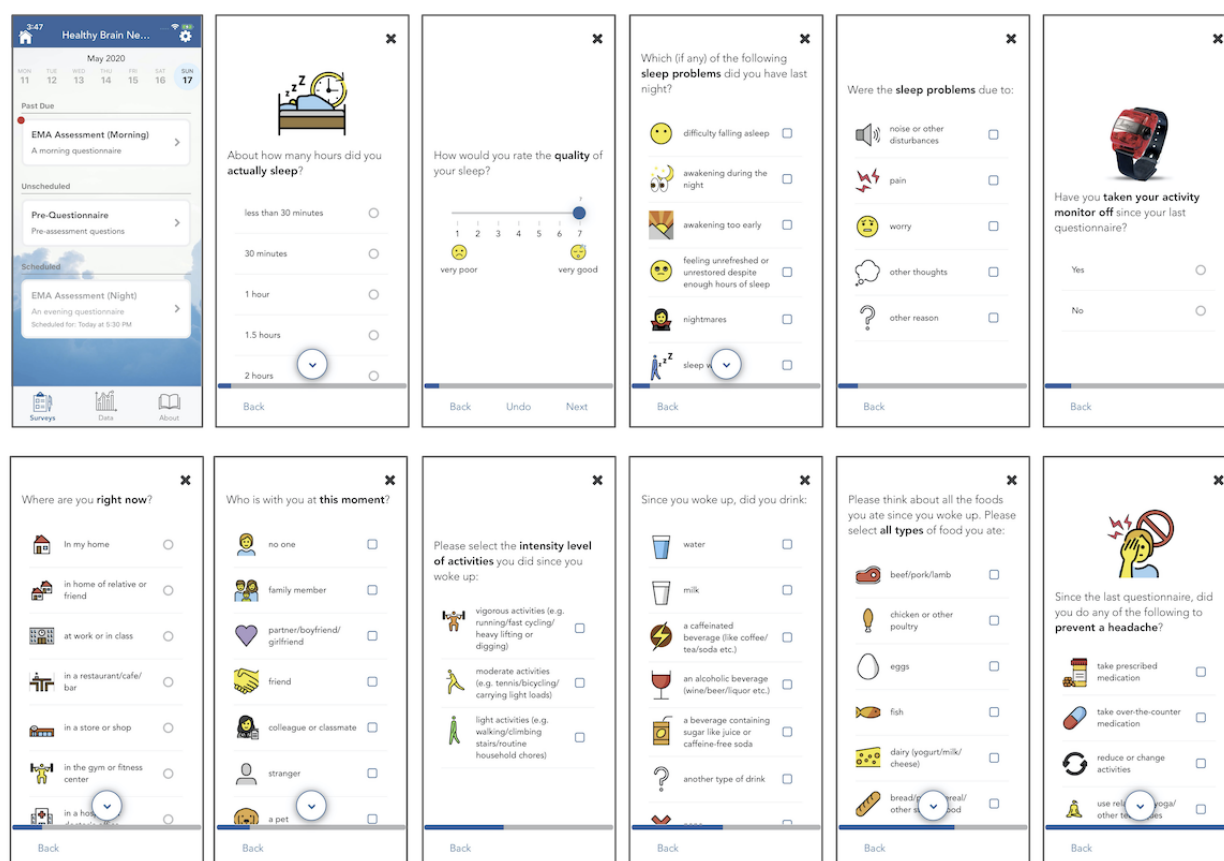 3:47
Healthy Brain Ne...
May 2020
MON TUE WED THU FRI SAT SUN
11 12 13 14 15 16 17
Past Due
EMA Assessment (Morning)
A morning questionnaire
Unscheduled
Pre-Questionnaire
Pre-assessment questions
Scheduled
EMA Assessment (Night)
An evening questionnaire
Scheduled for: Today at 5:30 PM
Surveys Data About
About how many hours did you
actually sleep?
less than 30 minutes
30 minutes
1 hour
1.5 hours
2 hours
Back
How would you rate the quality of
your sleep?
7
1 2 3 4 5 6 7
very poor very good
Back Undo Next
Which (if any) of the following
sleep problems did you have last
night?
difficulty falling asleep
awakening during the
night
awakening too early
feeling unrefreshed or
unrestored despite
enough hours of sleep
nightmares
sleep
Back
Were the sleep problems due to:
noise or other
disturbances
pain
worry
other thoughts
other reason
Back
Have you taken your activity
monitor off since your last
questionnaire?
Yes
No
Back
Where are you right now?
In my home
in home of relative or
friend
at work or in class
in a restaurant/cafe/
bar
in a store or shop
in the gym or fitness
center
in a
Back
Who is with you at this moment?
no one
family member
partner/boyfriend/
girlfriend
friend
colleague or classmate
stranger
a pet
Back
Please select the intensity level
of activities you did since you
woke up:
vigorous activities (e.g.
running/fast cycling/
heavy lifting or
digging)
moderate activities
(e.g. tennis/bicycling/
carrying light loads)
light activities (e.g.
walking/climbing
stairs/routine
household chores)
Back
Since you woke up, did you drink:
water
milk
a caffeinated
beverage (like coffee/
tea/soda etc.)
an alcoholic beverage
(wine/beer/liquor etc.)
a beverage containing
sugar like juice or
caffeine-free soda
another type of drink
Back
Please think about all the foods
you ate since you woke up. Please
select all types of food you ate:
beef/pork/lamb
chicken or other
poultry
eggs
fish
dairy (yogurt/milk/
cheese)
bread/
other
Back
Since the last questionnaire, did
you do any of the following to
prevent a headache?
take prescribed
medication
take over-the-counter
medication
reduce or change
activities
use
other
Back